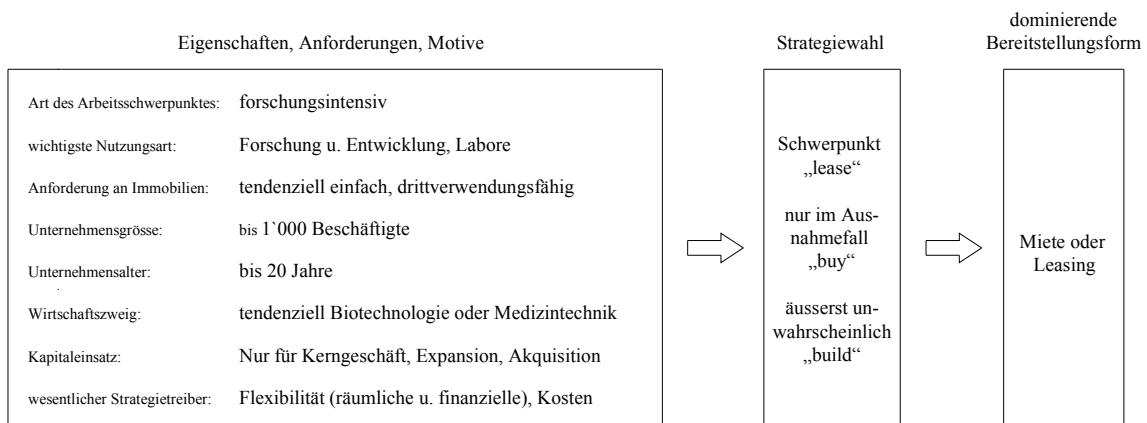 Eigenschaften, Anforderungen, Motive
Art des Arbeitsschwerpunktes: forschungsintensiv
wichtigste Nutzungsart: Forschung u. Entwicklung, Labore
Anforderung an Immobilien: tendenziell einfach, drittverwendungsfähig
Unternehmensgrösse: bis 1`000 Beschäftigte
Unternehmensalter: bis 20 Jahre
Wirtschaftszweig: tendenziell Biotechnologie oder Medizintechnik
Kapitaleinsatz: Nur für Kerngeschäft, Expansion, Akquisition
wesentlicher Strategietreiber: Flexibilität (räumliche u. finanzielle), Kosten
Strategiewahl
Schwerpunkt
„lease“
nur im Aus-
nahmefall
„buy“
äusserst un-
wahrscheinlich
„build“
dominierende
Bereitstellungsform
Miete oder
Leasing